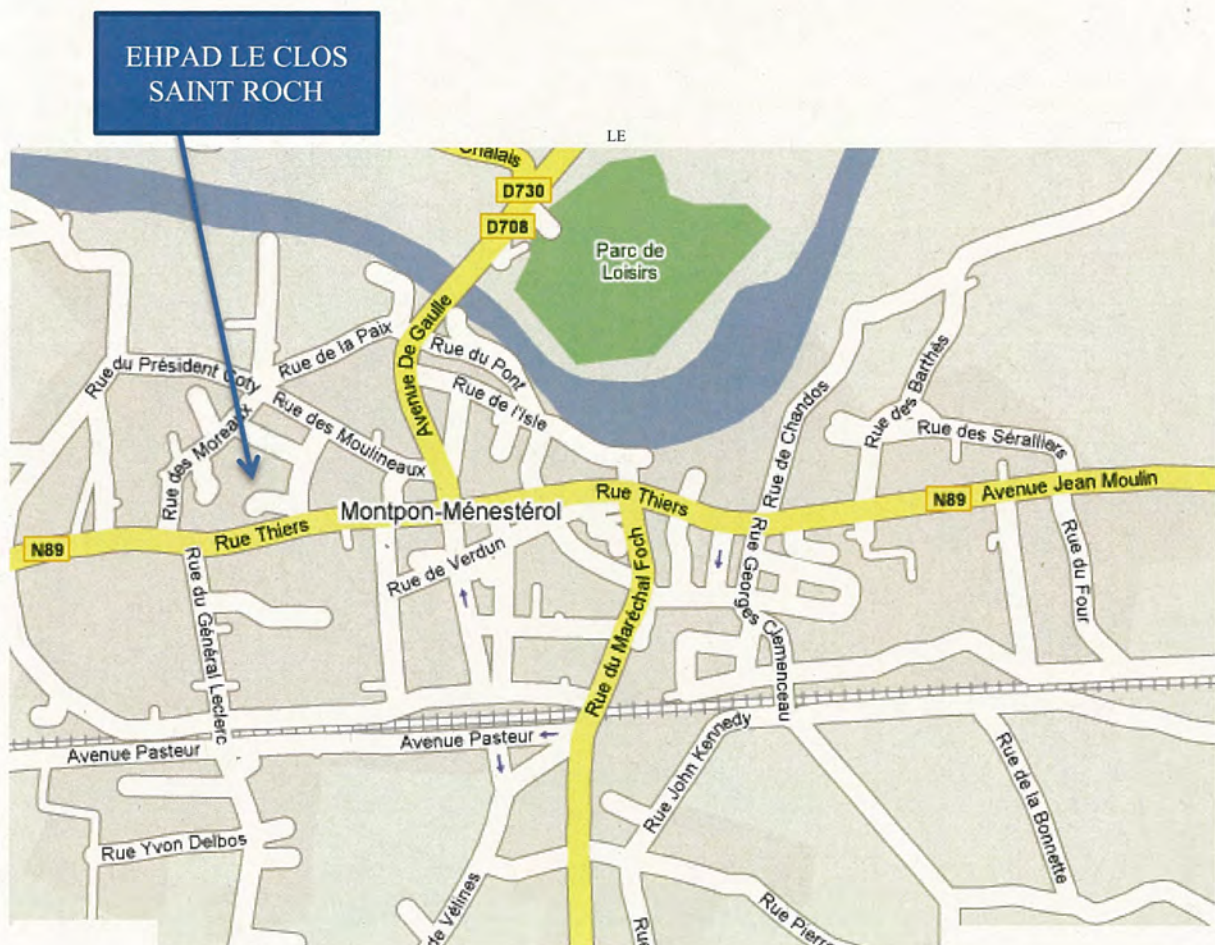 EHPAD LE CLOS
SAINT ROCH
LE
Chalais
D730
D708
Parc de
Loisirs
Avenue De Gaulle
Rue de la Paix
Rue du Pont
Rue du Président Coty
Rue de l'Isle
Rue des Moulineaux
Rue des Moreaux
Rue de Chandos
Rue des Barthés
Rue des Séralliers
Rue Thiers
N89
Avenue Jean Moulin
Montpon-Ménestérol
N89
Rue Thiers
Rue de Verdun
Rue du Maréchal Foch
Rue Georges Clemenceau
Rue du Four
Rue du Général Leclerc
Avenue Pasteur
Avenue Pasteur
Rue John Kennedy
Rue de la Bonnette
Rue Yvon Delbos
de Vélines
Rue
Rue Pierre